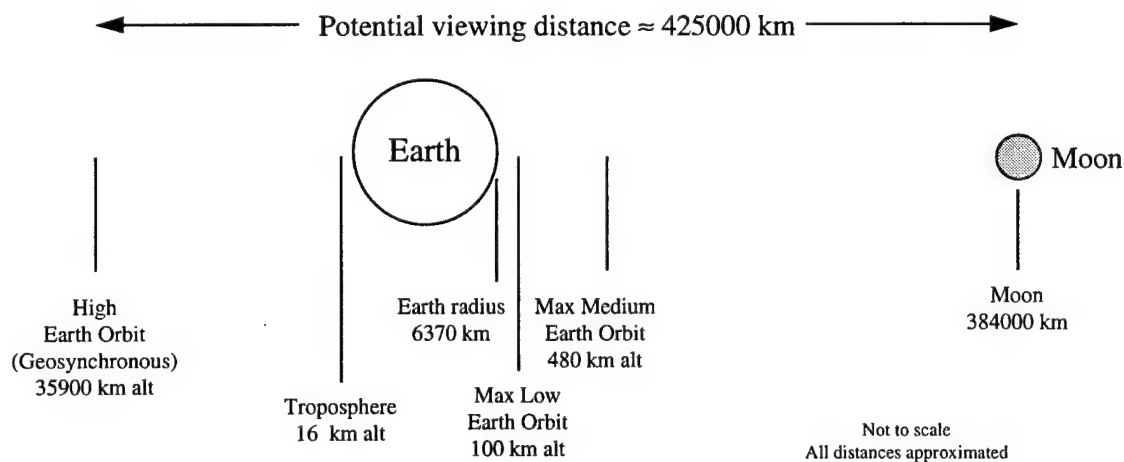 Potential viewing distance ≈ 425000 km
Earth
Moon
High
Earth Orbit
(Geosynchronous)
35900 km alt
Troposphere
16 km alt
Earth radius
6370 km
Max Low
Earth Orbit
100 km alt
Max Medium
Earth Orbit
480 km alt
Moon
384000 km
Not to scale
All distances approximated